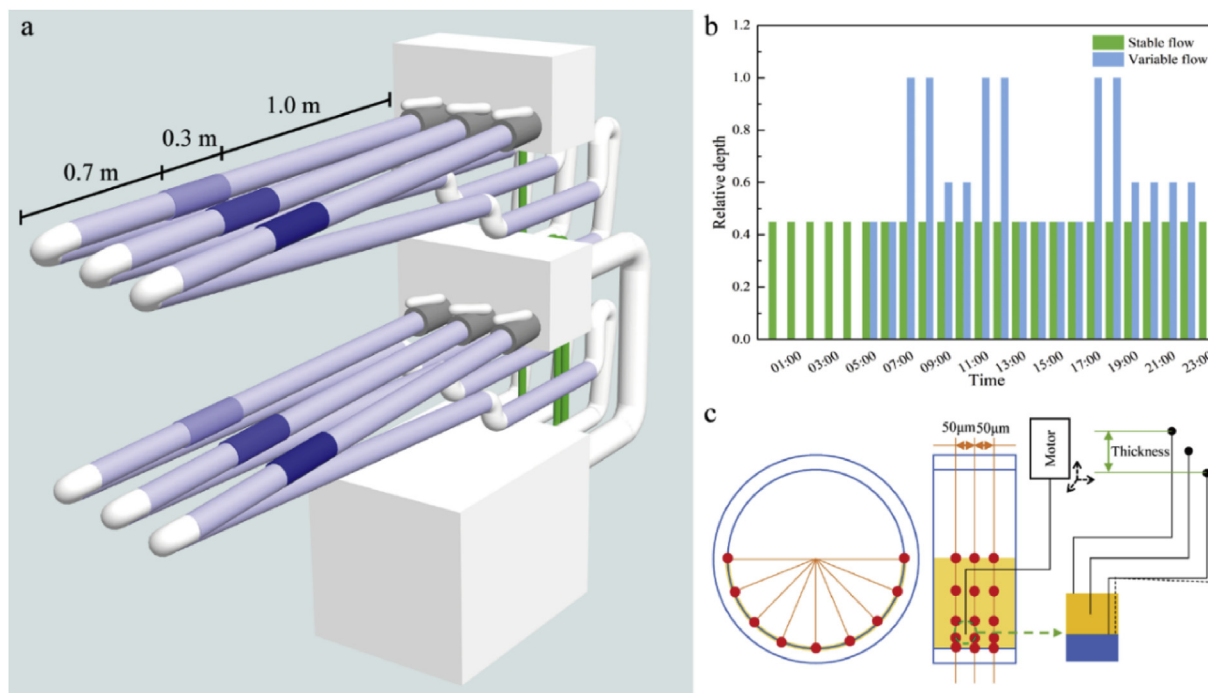 a
1.0 m
0.3 m
0.7 m
b
Stable flow
Variable flow
Relative depth
1.2
1.0
0.8
0.6
0.4
0.2
0.0
01:00 03:00 05:00 07:00 09:00 11:00 13:00 15:00 17:00 19:00 21:00 23:00
Time
c
50μm 50μm
Motor
Thickness